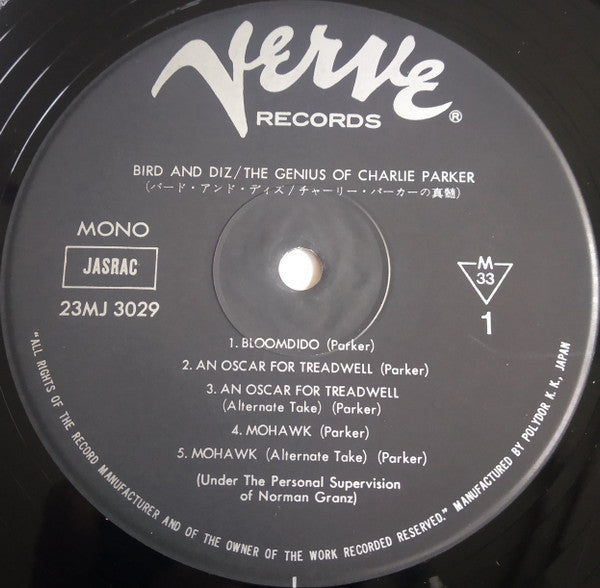 Verve
RECORDS ®
BIRD AND DIZ/THE GENIUS OF CHARLIE PARKER
(バード・アンド・ディズ/チャーリー・パーカーの真髄)
MONO
JASRAC
23MJ 3029
M
33
1
1. BLOOMDIDO (Parker)
2. AN OSCAR FOR TREADWELL (Parker)
3. AN OSCAR FOR TREADWELL
(Alternate Take) (Parker)
4. MOHAWK (Parker)
5. MOHAWK (Alternate Take) (Parker)
(Under The Personal Supervision
of Norman Granz)
"ALL RIGHTS OF THE RECORD MANUFACTURER AND OF THE OWNER OF THE WORK RECORDED RESERVED." MANUFACTURED BY POLYDOR K. K., JAPAN